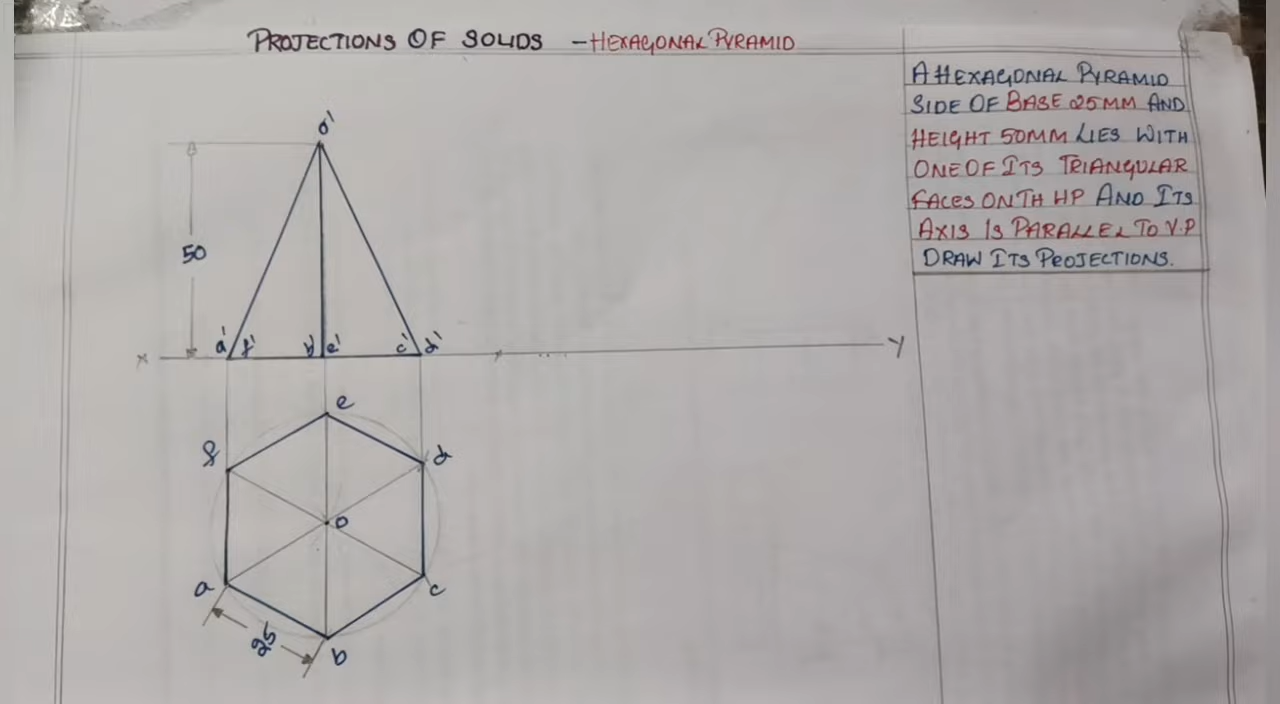 PROJECTIONS OF SOLIDS - HEXAGONAL PYRAMID
A HEXAGONAL PYRAMID
SIDE OF BASE 25MM AND
HEIGHT 50MM LIES WITH
ONE OF ITS TRIANGULAR
FACES ON TH HP AND ITS
AXIS IS PARALLEL TO V.P
DRAW ITS PROJECTIONS.
o'
50
a' f' b' e' c' d'
X Y
e
f d
o
a c
25
b